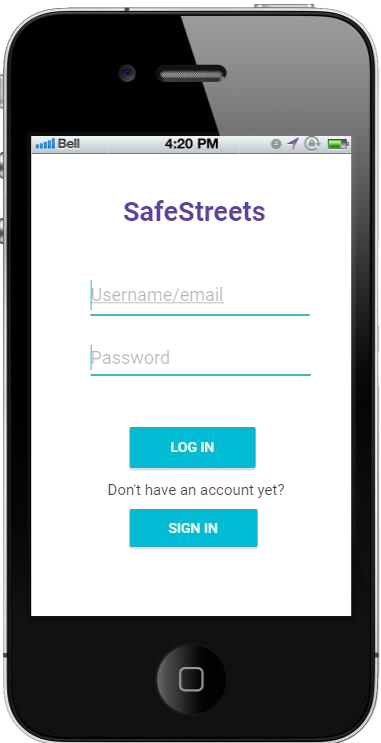 Bell 4:20 PM
SafeStreets
Username/email
Password
LOG IN
Don't have an account yet?
SIGN IN